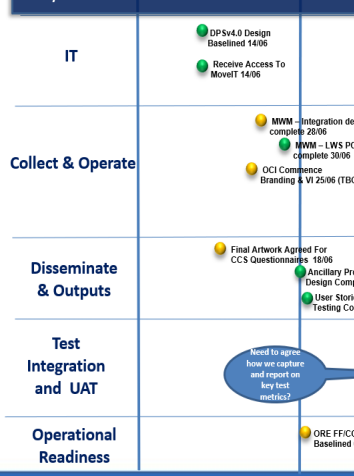 IT
DPSv4.0 Design
Baselined 14/06
Receive Access To
MoveIT 14/06
Collect & Operate
MWM – Integration de
complete 28/06
MWM – LWS PO
complete 30/06
OCI Commence
Branding & VI 25/06 (TBC
Disseminate
& Outputs
Final Artwork Agreed For
CCS Questionnaires 18/06
Ancillary Pro
Design Comp
User Storie
Testing Co
Test
Integration
and UAT
Need to agree
how we capture
and report on
key test
metrics?
Operational
Readiness
ORE FF/CC
Baselined